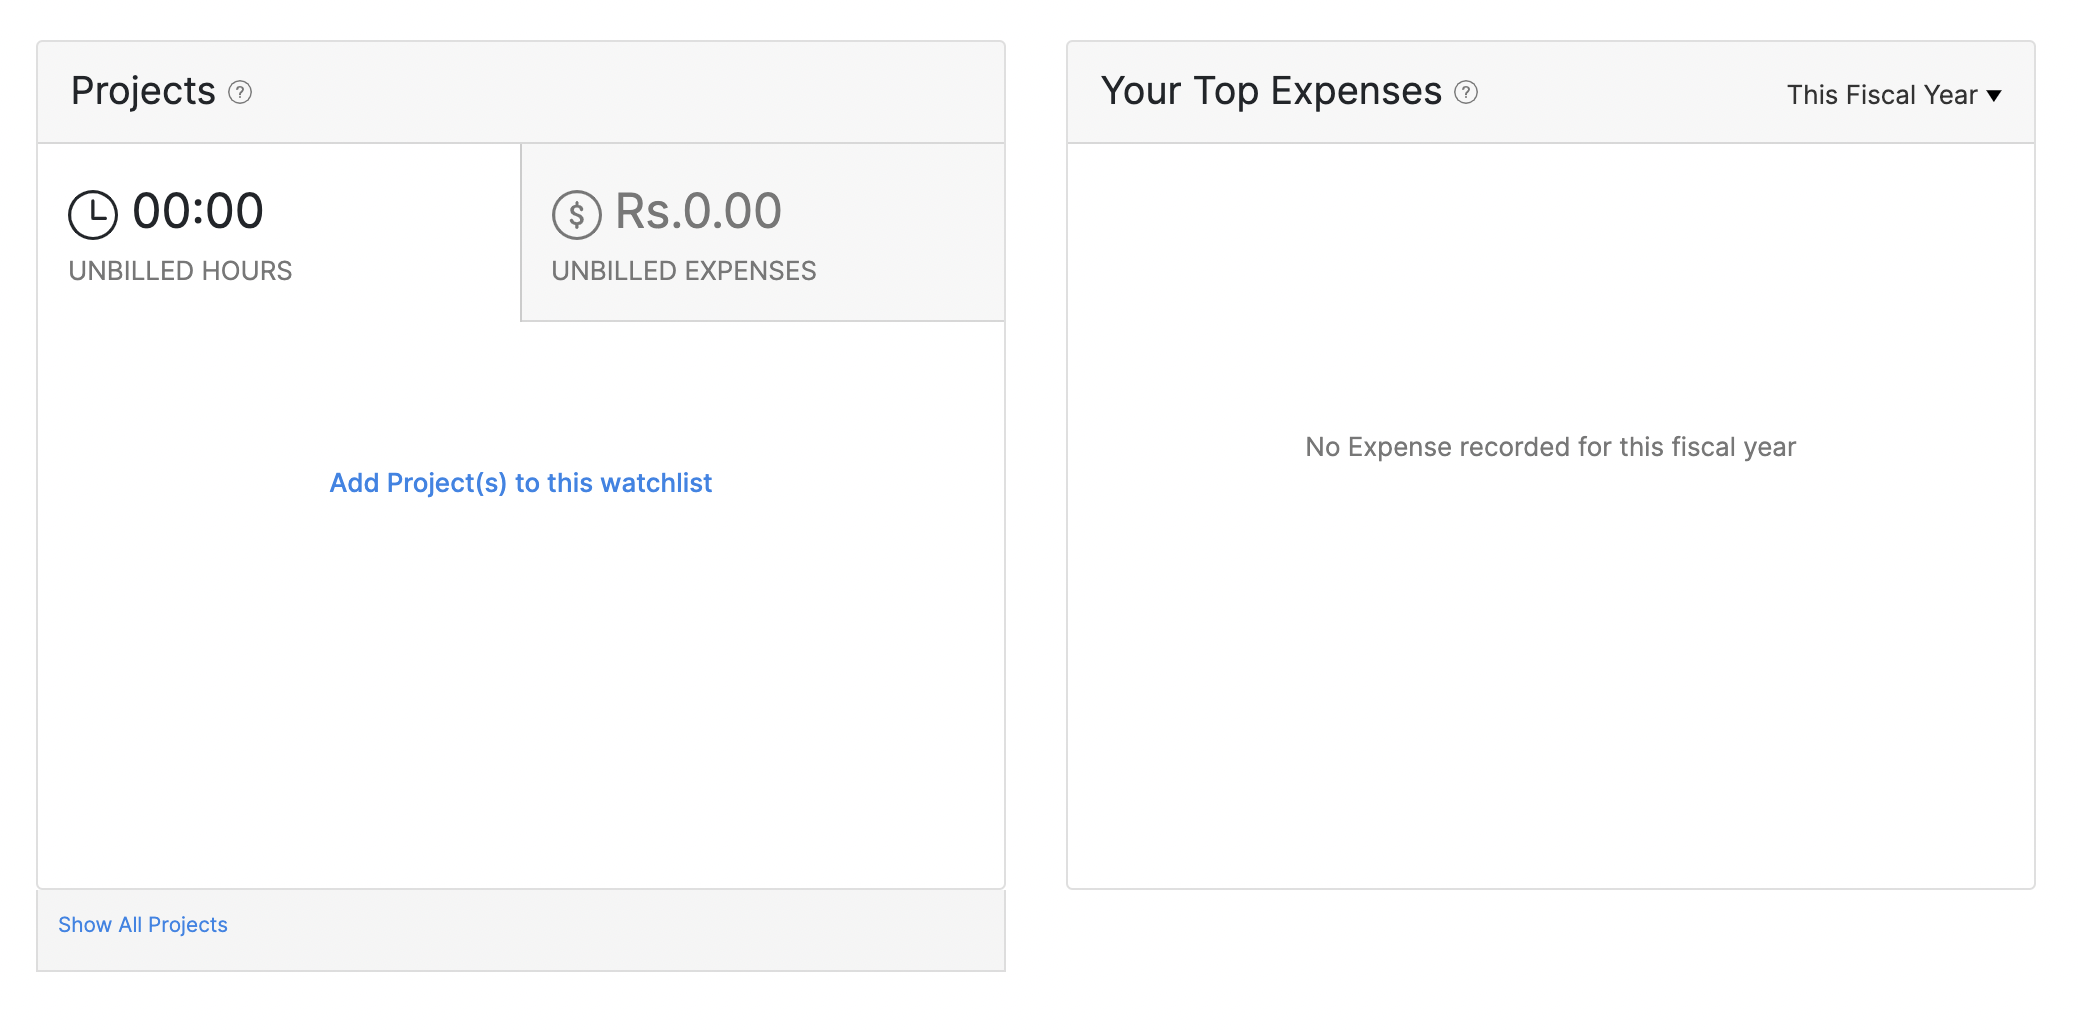 Projects ?
00:00
UNBILLED HOURS
$ Rs.0.00
UNBILLED EXPENSES
Add Project(s) to this watchlist
Show All Projects
Your Top Expenses ?
This Fiscal Year
No Expense recorded for this fiscal year